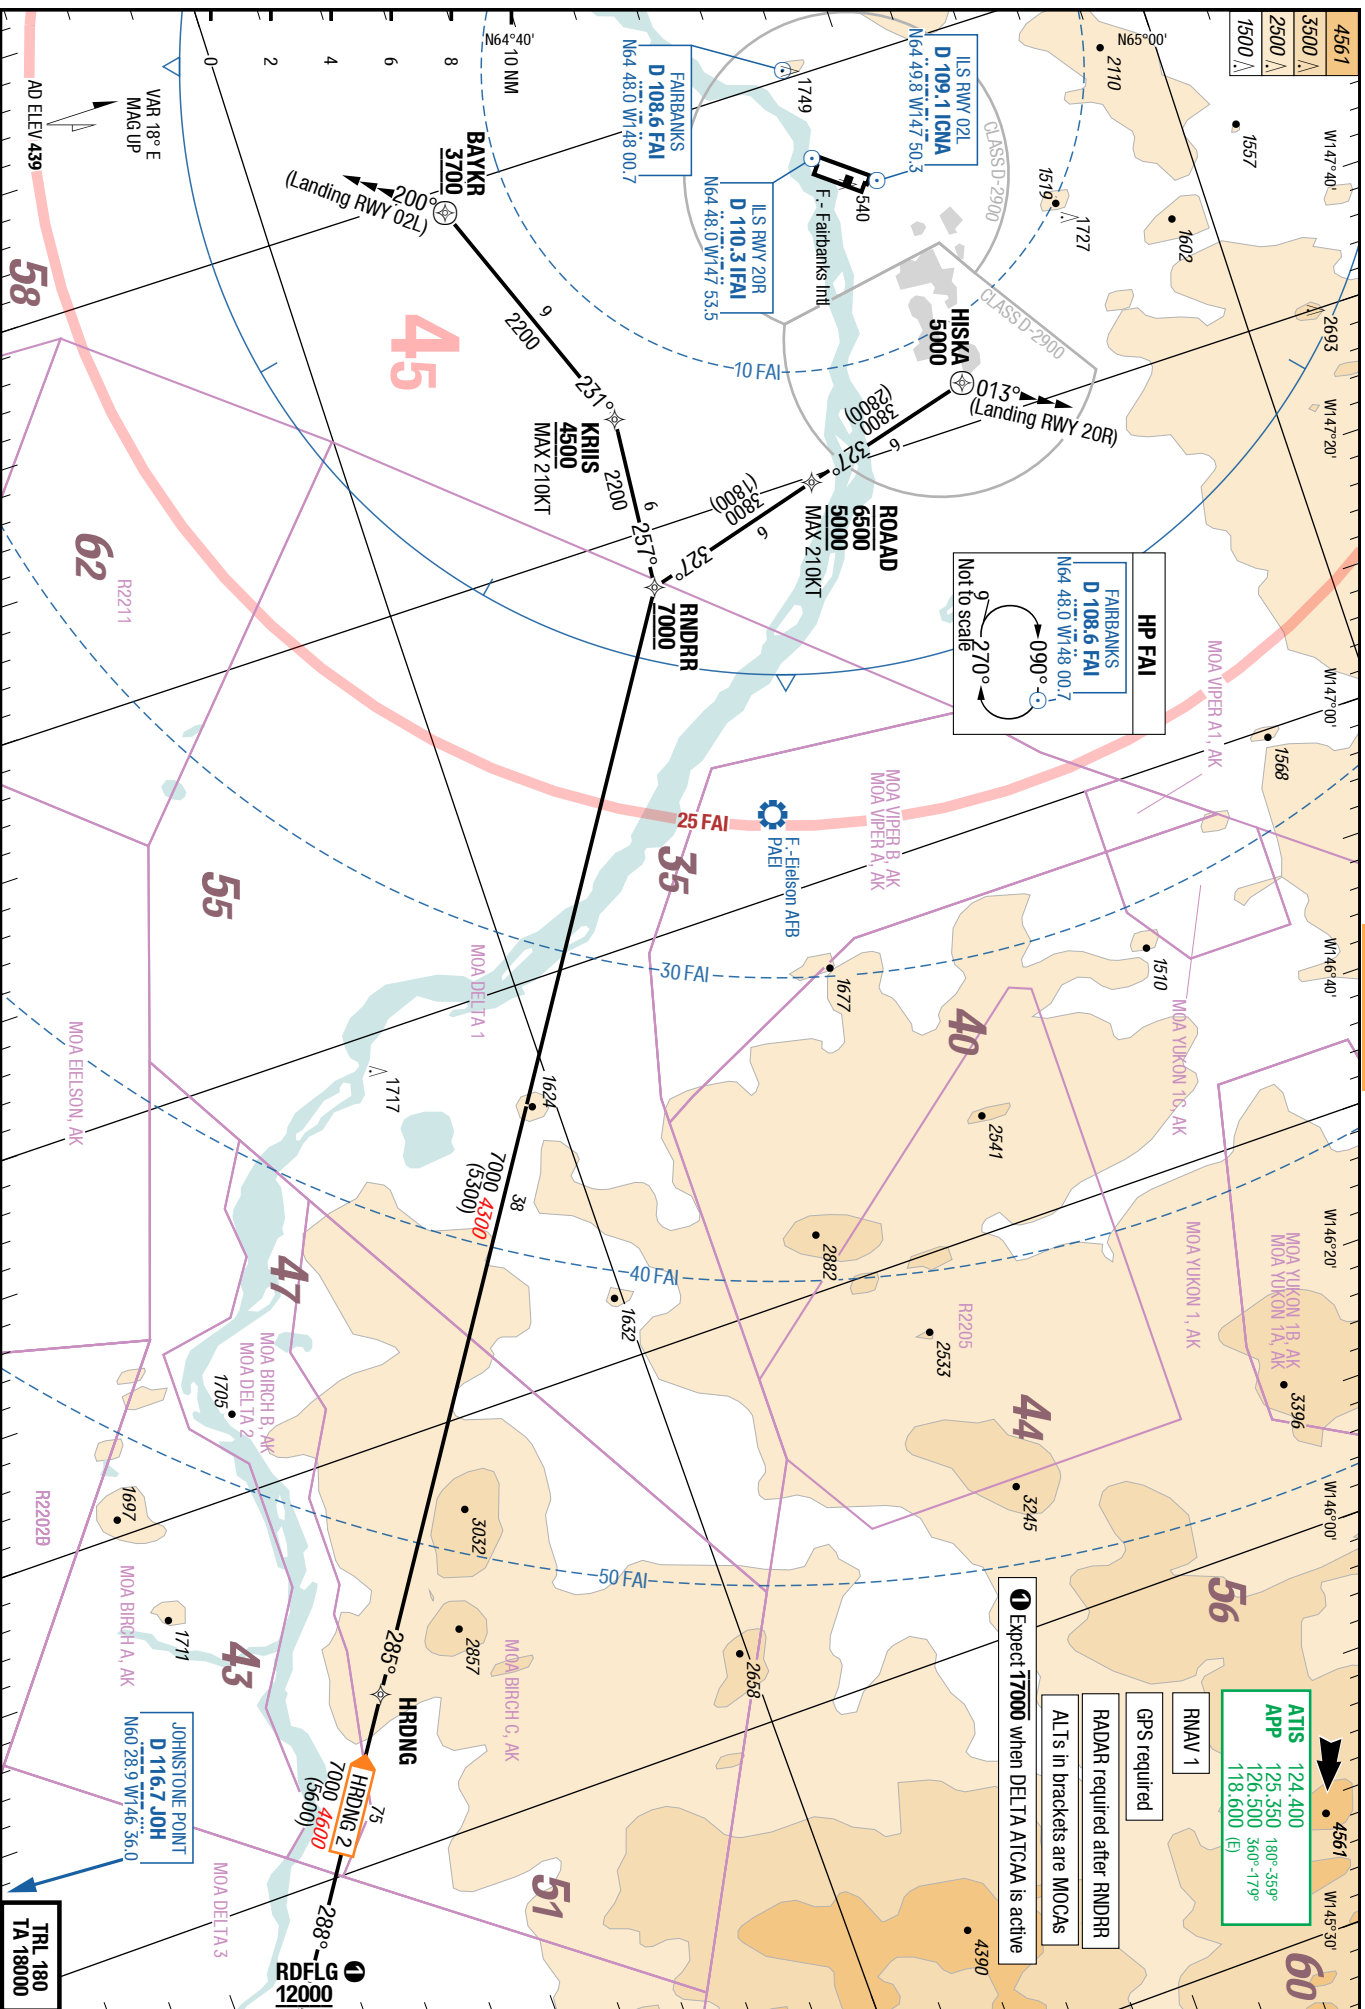 4561
3500
2500
1500
N64°40'
N65°00'
W147°40'
W147°20'
W147°00'
W146°40'
W146°20'
W146°00'
W145°30'
0
2
4
6
8
10 NM
VAR 18° E
MAG UP
AD ELEV 439
ILS RWY 02L
D 109.1 ICNA
N64 49.8 W147 50.3
FAIRBANKS
D 108.6 FAI
N64 48.0 W148 00.7
ILS RWY 20R
D 110.3 IFAI
N64 48.0 W147 53.5
F.- Fairbanks Intl
540
CLASS D-2900
CLASS D-2900
2110
1557
1749
1519
1727
1602
2693
BAYKR
3700
200°
(Landing RWY 02L)
9
2200
231°
KRIIS
4500
MAX 210KT
6
2200
257°
HISKA
5000
013°
(Landing RWY 20R)
6
3800
(2800)
327°
ROAAD
6500
5000
MAX 210KT
6
3800
(1800)
327°
RNDRR
7000
HP FAI
FAIRBANKS
D 108.6 FAI
N64 48.0 W148 00.7
090°
270°
6
Not to scale
10 FAI
25 FAI
30 FAI
40 FAI
50 FAI
45
58
62
55
35
40
47
44
43
56
51
60
R2211
MOA VIPER A1, AK
MOA VIPER B, AK
MOA VIPER A, AK
F.-Eielson AFB
PAEI
MOA DELTA 1
MOA EIELSON, AK
MOA YUKON 1C, AK
MOA YUKON 1, AK
MOA YUKON 1B, AK
MOA YUKON 1A, AK
R2205
MOA BIRCH B, AK
MOA DELTA 2
R2202B
MOA BIRCH A, AK
MOA BIRCH C, AK
MOA DELTA 3
1568
1510
1677
2541
1717
1624
2882
1632
2533
3396
1705
3245
3032
1697
1711
2857
2658
4561
4390
38
7000 4300
(5300)
285°
HRDNG
HRDNG 2
75
7000 4600
(5600)
288°
RDFLG 1
12000
JOHNSTONE POINT
D 116.7 JOH
N60 28.9 W146 36.0
ATIS 124.400
APP 125.350 180°-359°
126.500 360°-179°
118.600 (E)
RNAV 1
GPS required
RADAR required after RNDRR
ALTs in brackets are MOCAs
1 Expect 17000 when DELTA ATCAA is active
TRL 180
TA 18000